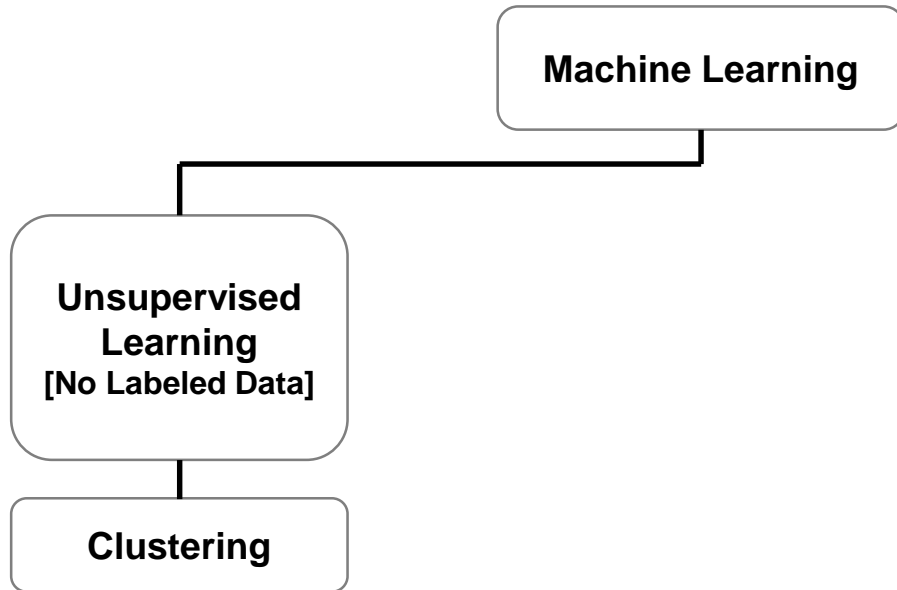 Machine Learning
Unsupervised
Learning
[No Labeled Data]
Clustering